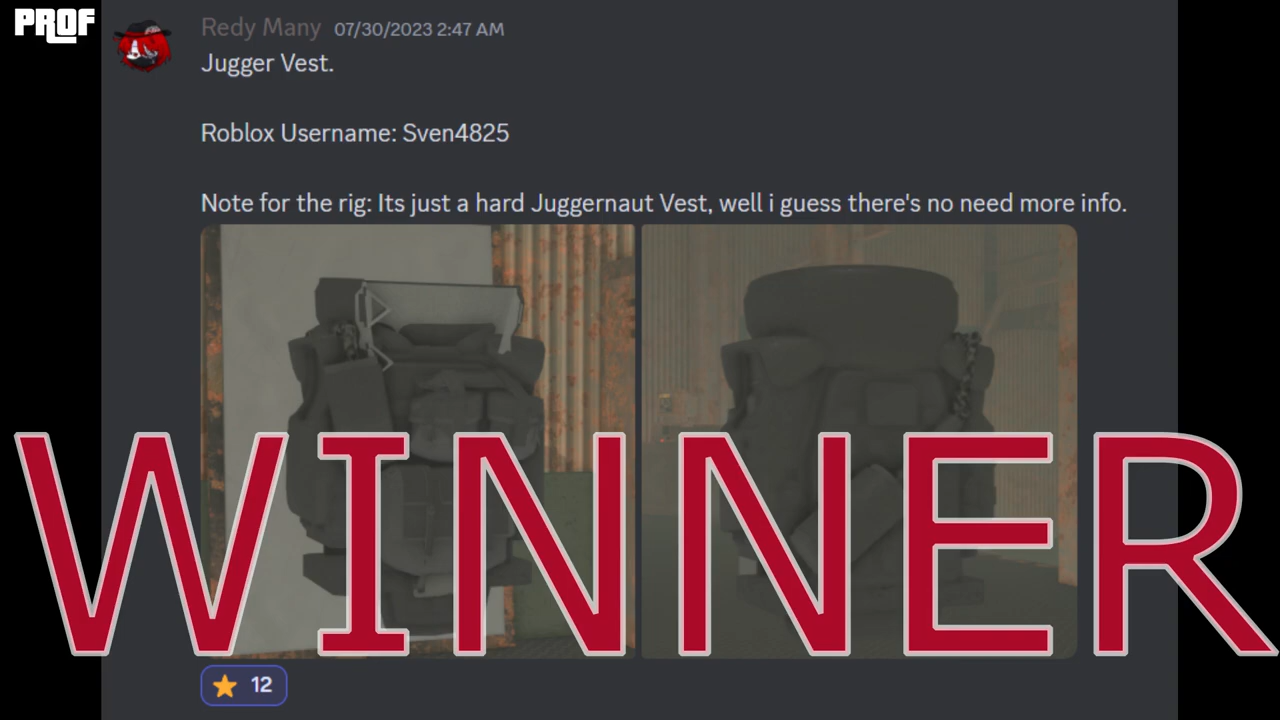 PROF
Redy Many 07/30/2023 2:47 AM
Jugger Vest.
Roblox Username: Sven4825
Note for the rig: Its just a hard Juggernaut Vest, well i guess there's no need more info.
WINNER
12